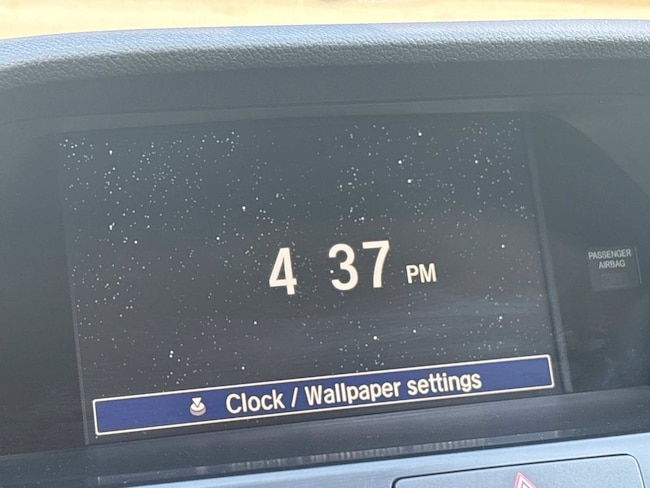 4 37 PM
PASSENGER
AIRBAG
Clock / Wallpaper settings